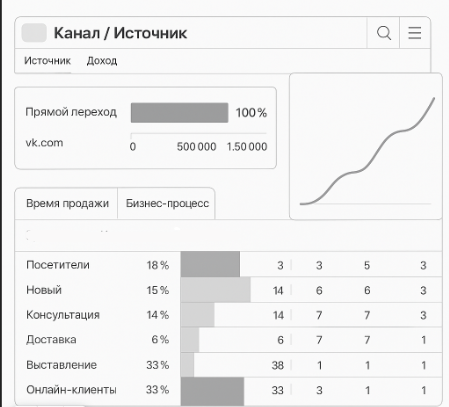 Канал / Источник
Источник Доход
Прямой переход 100 %
vk.com 0 500 000 1.50 000
Время продажи Бизнес-процесс
Посетители 18 % 3 3 5 3
Новый 15 % 14 6 6 3
Консультация 14 % 14 7 7 3
Доставка 6 % 6 7 7 1
Выставление 33 % 38 1 1 1
Онлайн-клиенты 33 % 33 3 1 1